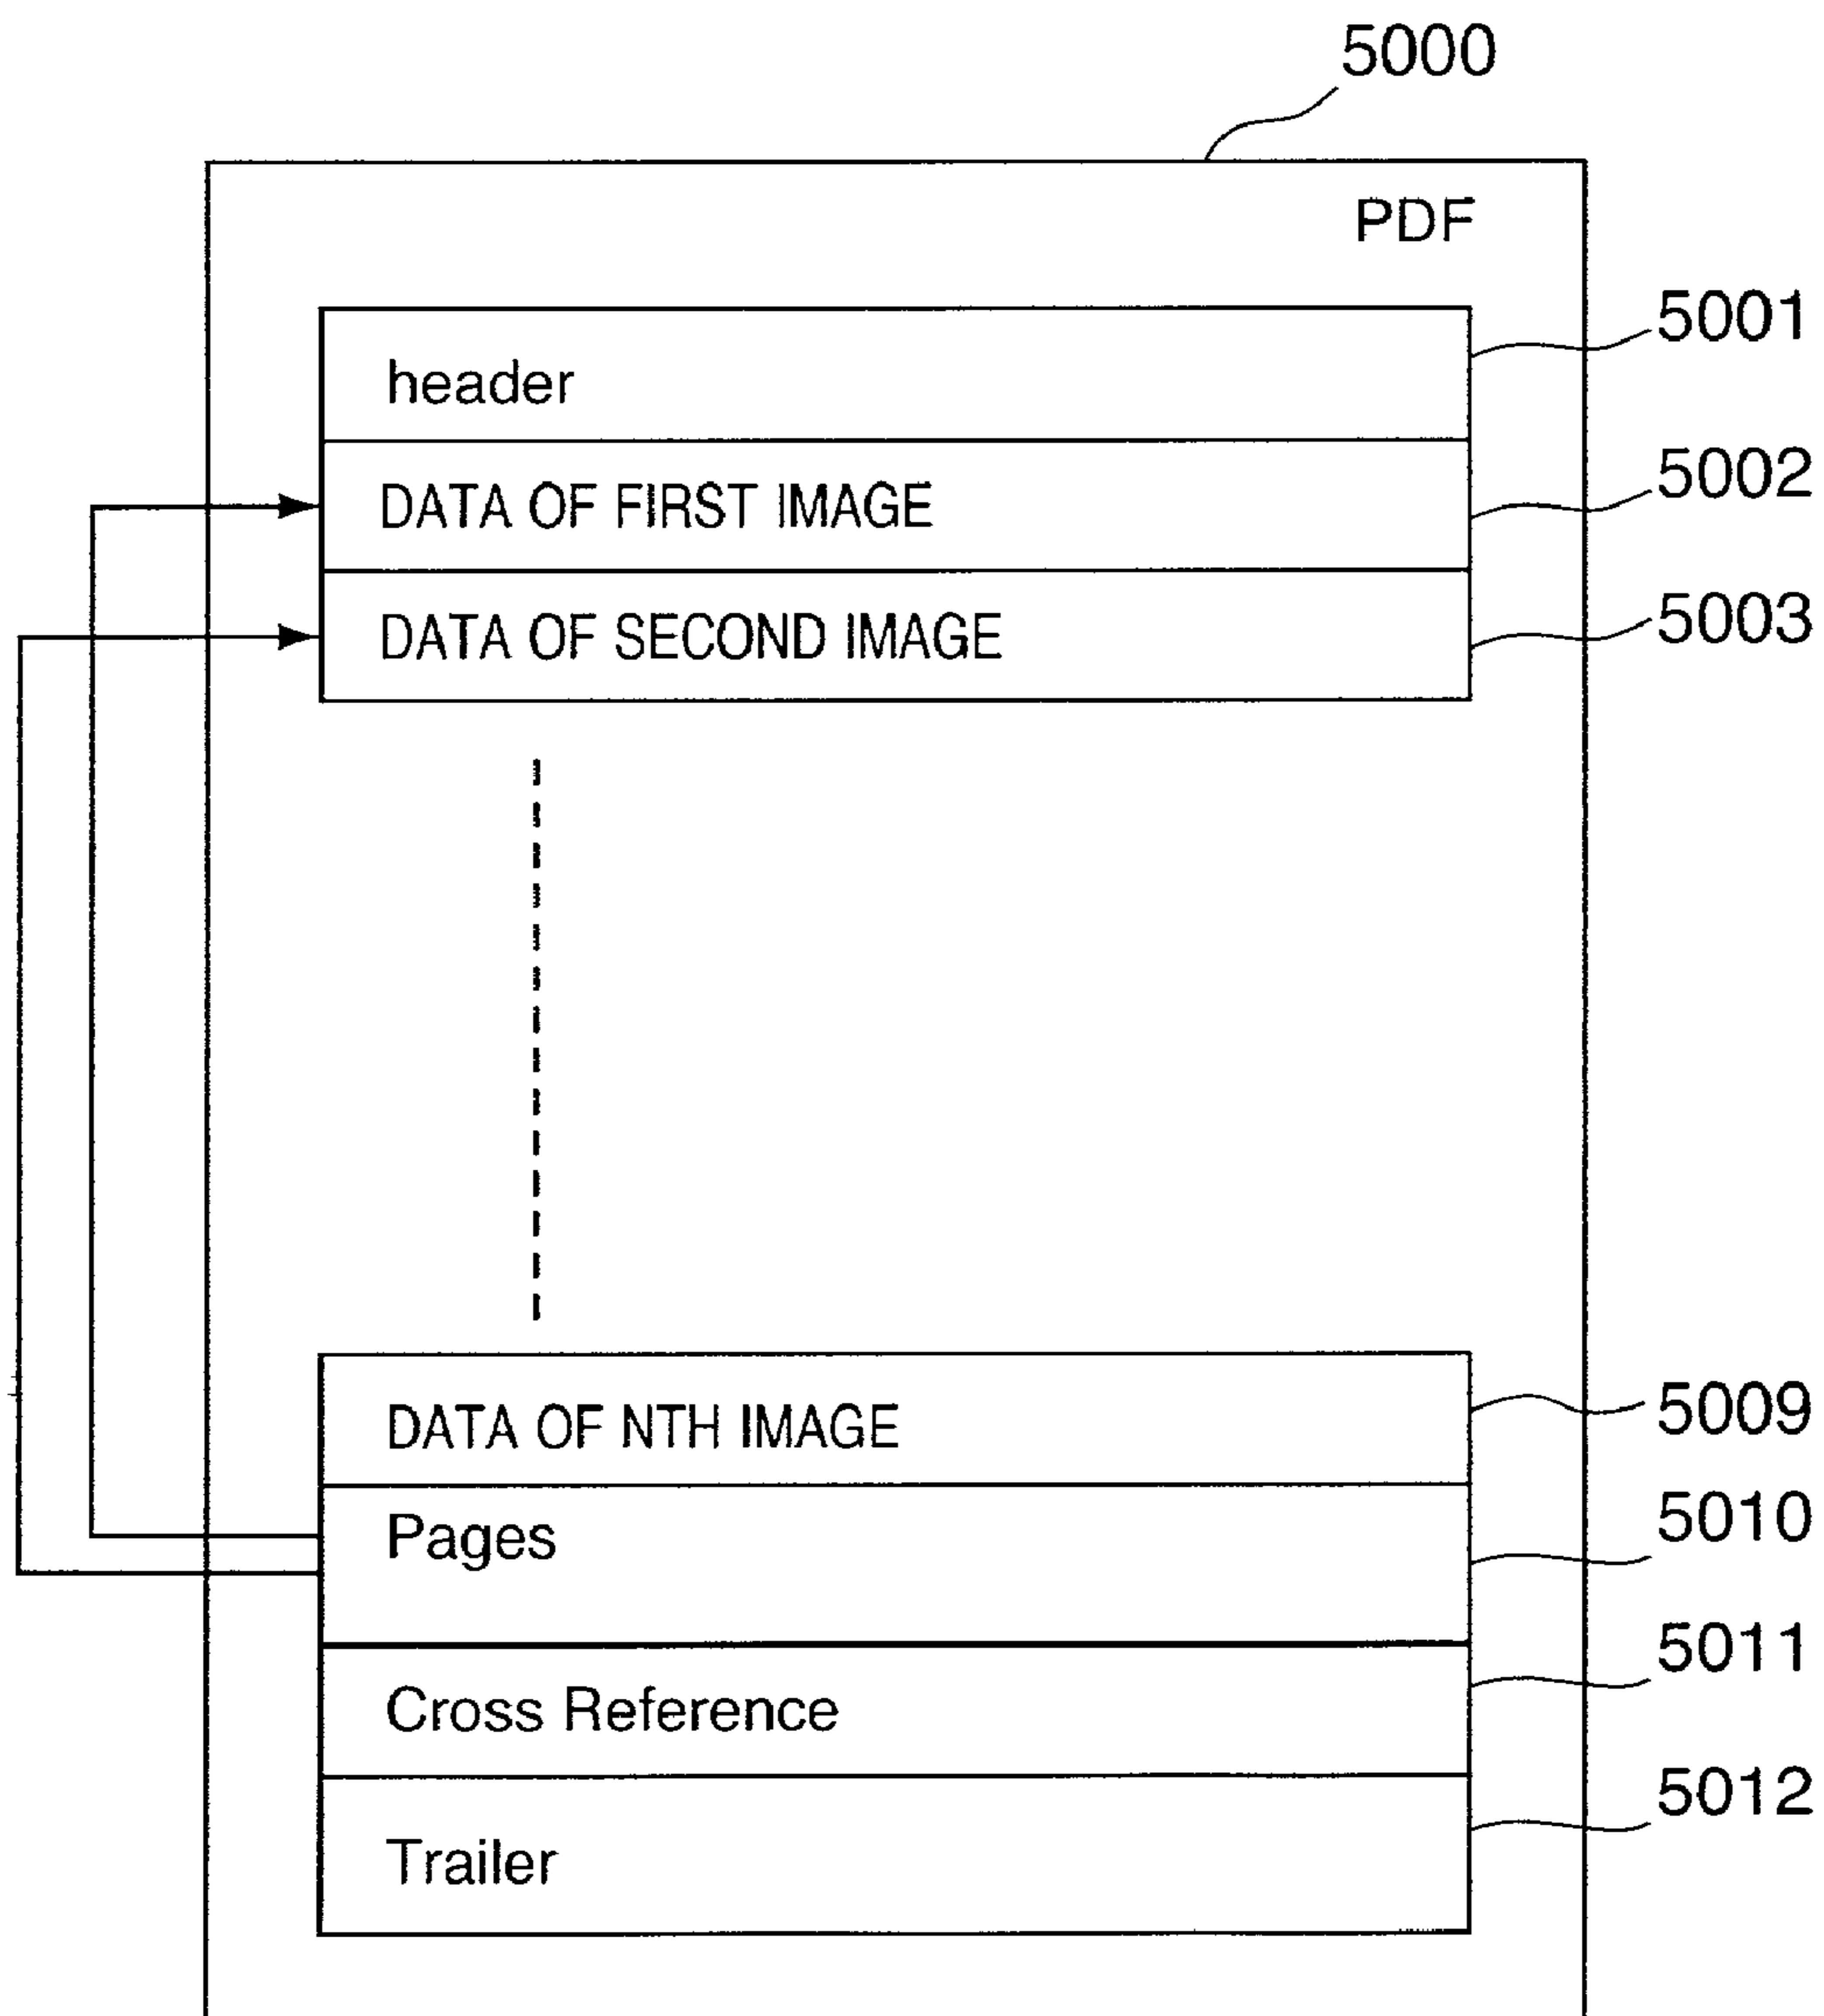 5000
PDF
5001
header
5002
DATA OF FIRST IMAGE
5003
DATA OF SECOND IMAGE
DATA OF NTH IMAGE
5009
Pages
5010
Cross Reference
5011
Trailer
5012